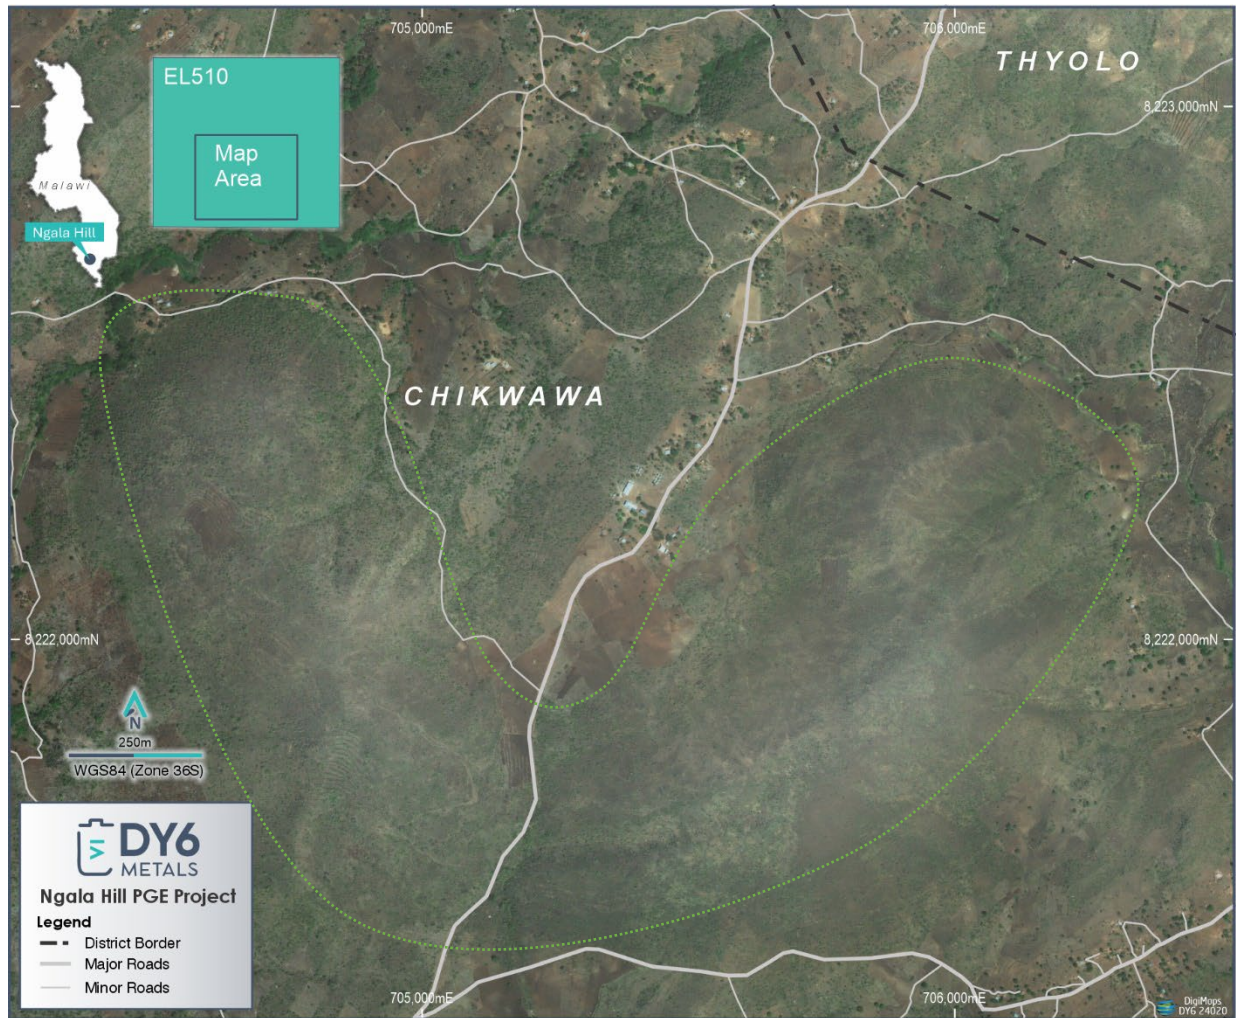 705,000mE
706,000mE
THYOLO
EL510
8,223,000mN
Map
Area
Malawi
Ngala Hill
CHIKWAWA
8,222,000mN
8,222,000mN
N
250m
WGS84 (Zone 36S)
DY6
METALS
Ngala Hill PGE Project
Legend
District Border
Major Roads
Minor Roads
705,000mE
706,000mE
DigiMaps
DY6 24020